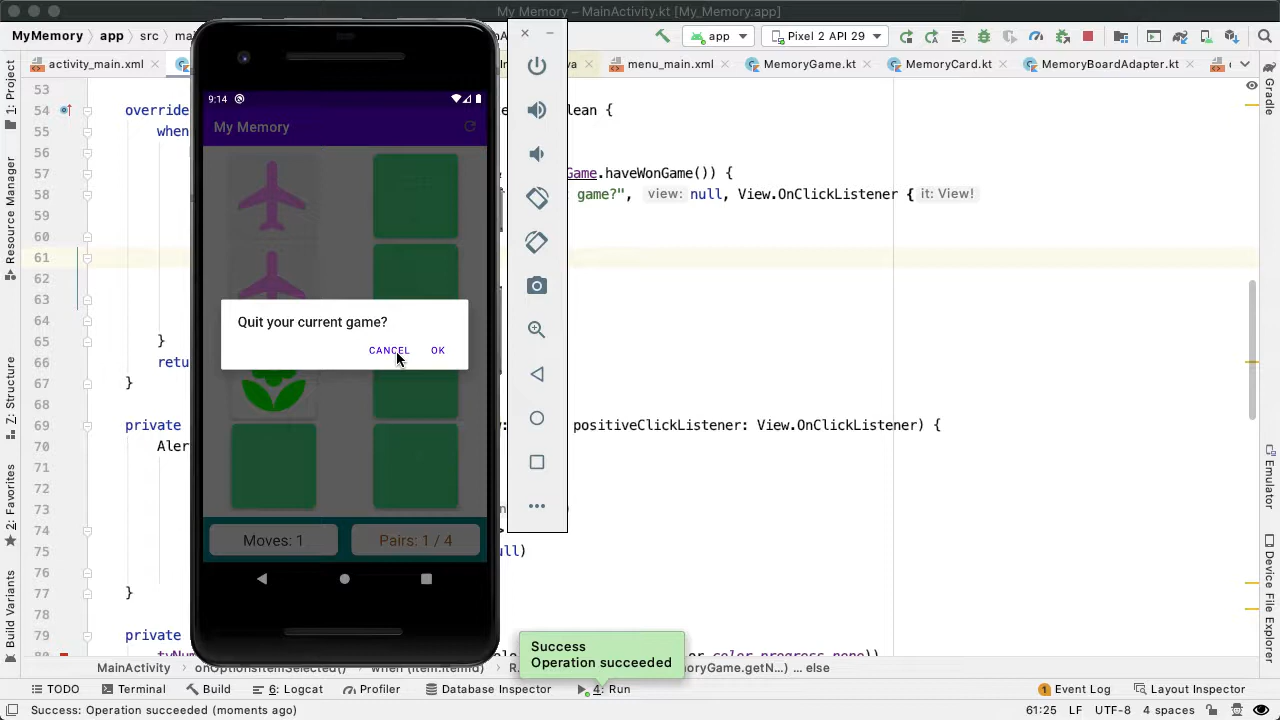 My Memory – MainActivity.kt [My_Memory.app]
MyMemory app src
app Pixel 2 API 29
1: Project
Resource Manager
Z: Structure
2: Favorites
Build Variants
activity_main.xml menu_main.xml MemoryGame.kt MemoryCard.kt MemoryBoardAdapter.kt
53
54 override lean {
55 when
56
57 Game.haveWonGame()) {
58 game?", view: null, View.OnClickListener { it: View!
59
60
61
62
63
64
65 }
66 retu
67 }
68
69 private positiveClickListener: View.OnClickListener) {
70 Aler
71
72
73
74
75 ull)
76
77 }
78
79 private
9:14
My Memory
Quit your current game?
CANCEL OK
Moves: 1 Pairs: 1 / 4
Success
Operation succeeded
Gradle
Emulator
Device File Explorer
MainActivity onOptionsItemSelected() when (item.itemId) R. moryGame.getN...) ... else
TODO Terminal Build 6: Logcat Profiler Database Inspector 4: Run 1 Event Log Layout Inspector
Success: Operation succeeded (moments ago) 61:25 LF UTF-8 4 spaces